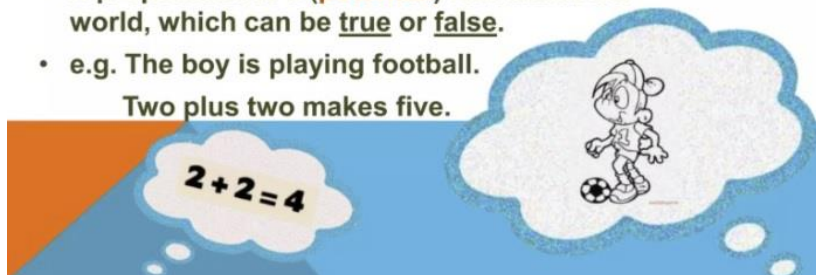 world, which can be true or false.
• e.g. The boy is playing football.
Two plus two makes five.
2+2=4